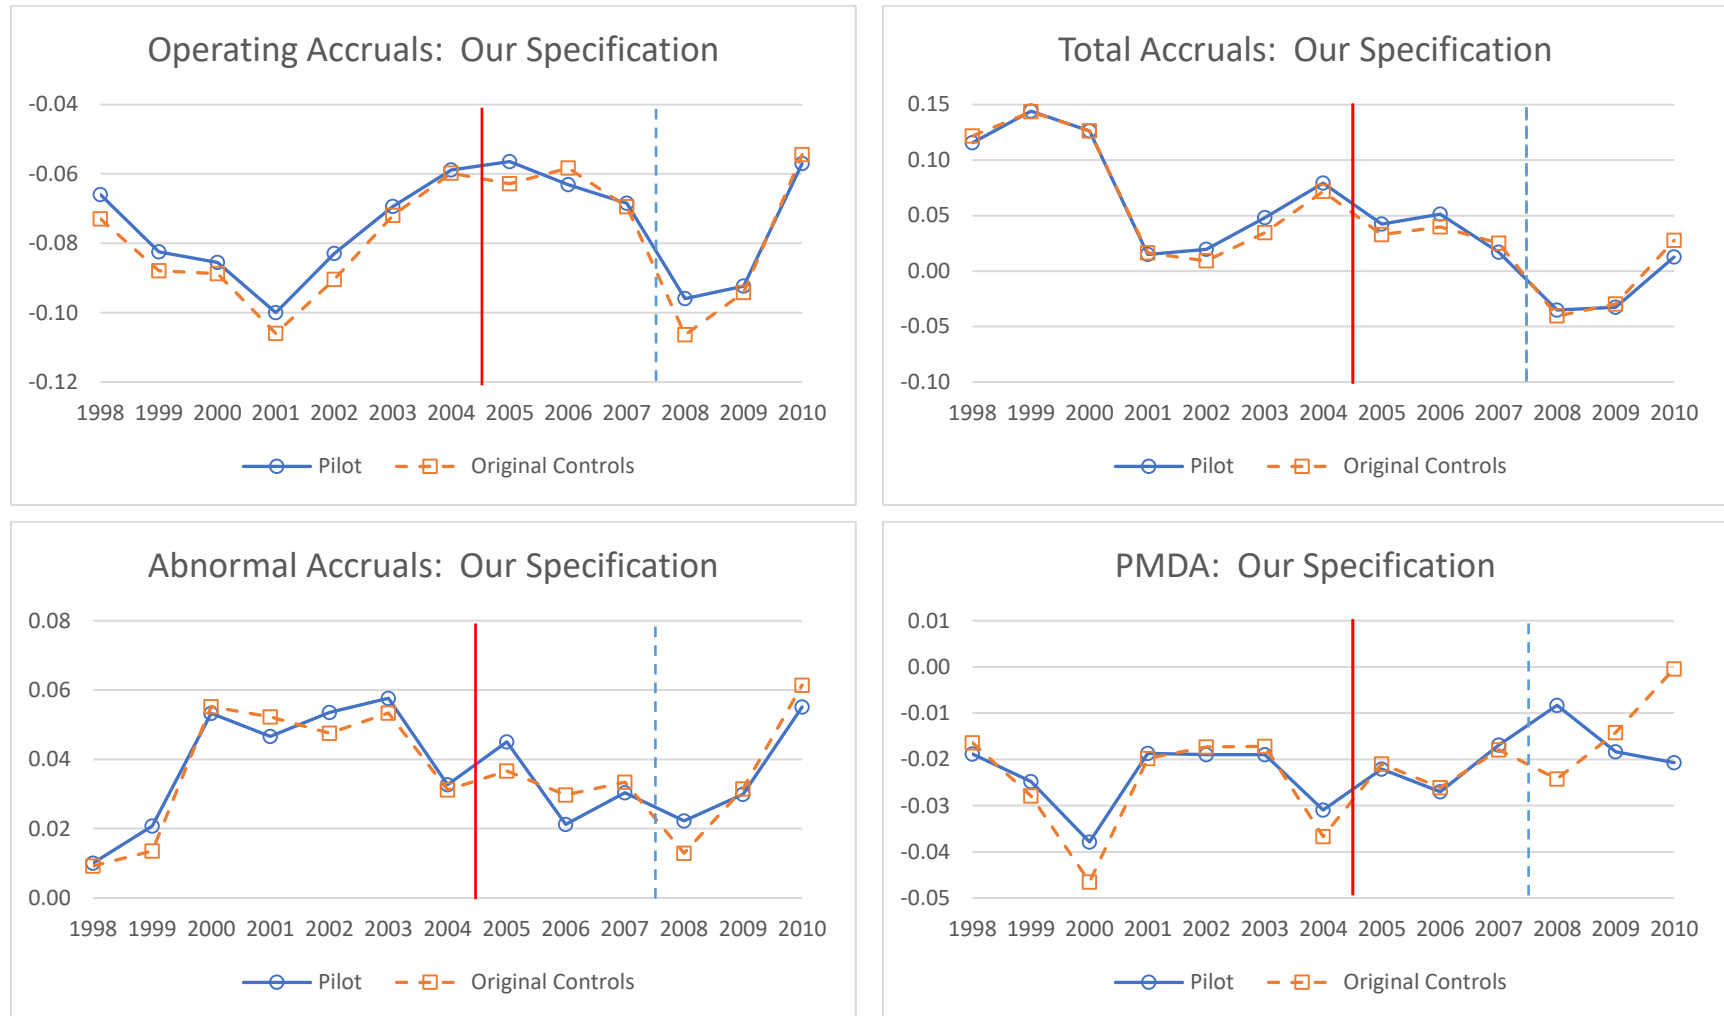 Operating Accruals:  Our Specification
-0.04
-0.06
-0.08
-0.10
-0.12
1998 1999 2000 2001 2002 2003 2004 2005 2006 2007 2008 2009 2010
Pilot Original Controls
Total Accruals:  Our Specification
0.15
0.10
0.05
0.00
-0.05
-0.10
1998 1999 2000 2001 2002 2003 2004 2005 2006 2007 2008 2009 2010
Pilot Original Controls
Abnormal Accruals:  Our Specification
0.08
0.06
0.04
0.02
0.00
1998 1999 2000 2001 2002 2003 2004 2005 2006 2007 2008 2009 2010
Pilot Original Controls
PMDA:  Our Specification
0.01
0.00
-0.01
-0.02
-0.03
-0.04
-0.05
1998 1999 2000 2001 2002 2003 2004 2005 2006 2007 2008 2009 2010
Pilot Original Controls